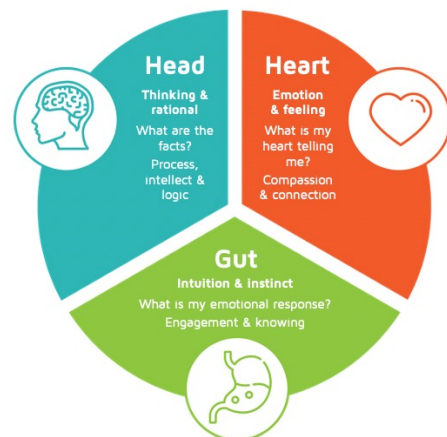 Head
Thinking &
rational
What are the
facts?
Process,
intellect &
logic
Heart
Emotion
& feeling
What is my
heart telling
me?
Compassion
& connection
Gut
Intuition & instinct
What is my emotional response?
Engagement & knowing